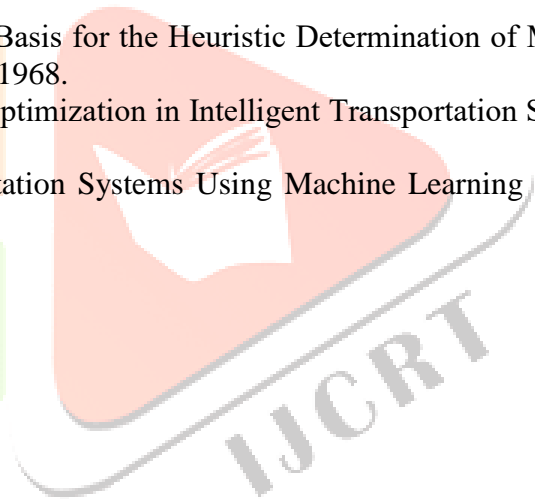 Basis for the Heuristic Determination of
1968.
ptimization in Intelligent Transportation
tation Systems Using Machine Learning
IJCRT